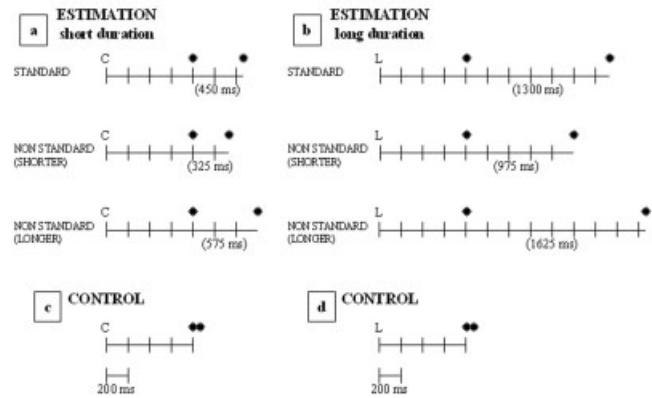 a ESTIMATION
short duration
C
STANDARD
(450 ms)
NON STANDARD
(SHORTER)
C
(325 ms)
NON STANDARD
(LONGER)
C
(575 ms)
b ESTIMATION
long duration
L
STANDARD
(1300 ms)
NON STANDARD
(SHORTER)
L
(975 ms)
NON STANDARD
(LONGER)
L
(1625 ms)
c CONTROL
C
200 ms
d CONTROL
L
200 ms